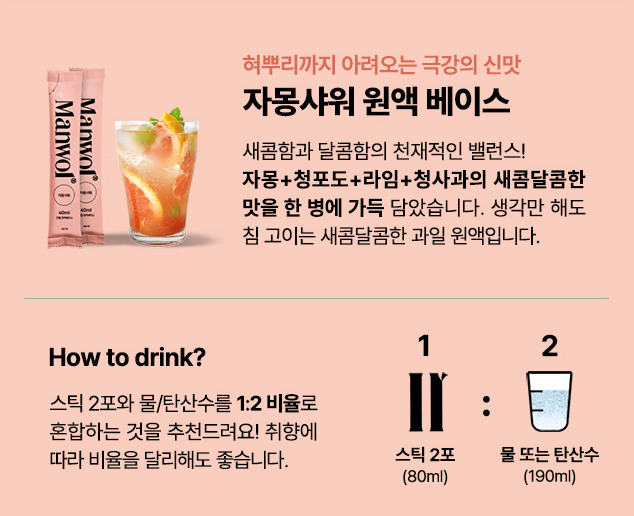 혀뿌리까지 아려오는 극강의 신맛
자몽샤워 원액 베이스
새콤함과 달콤함의 천재적인 밸런스!
자몽+청포도+라임+청사과의 새콤달콤한
맛을 한 병에 가득 담았습니다. 생각만 해도
침 고이는 새콤달콤한 과일 원액입니다.
Manwol
Manwol
자몽샤워
40ml
40ml
How to drink?
스틱 2포와 물/탄산수를 1:2 비율로
혼합하는 것을 추천드려요! 취향에
따라 비율을 달리해도 좋습니다.
1
:
2
스틱 2포
(80ml)
물 또는 탄산수
(190ml)